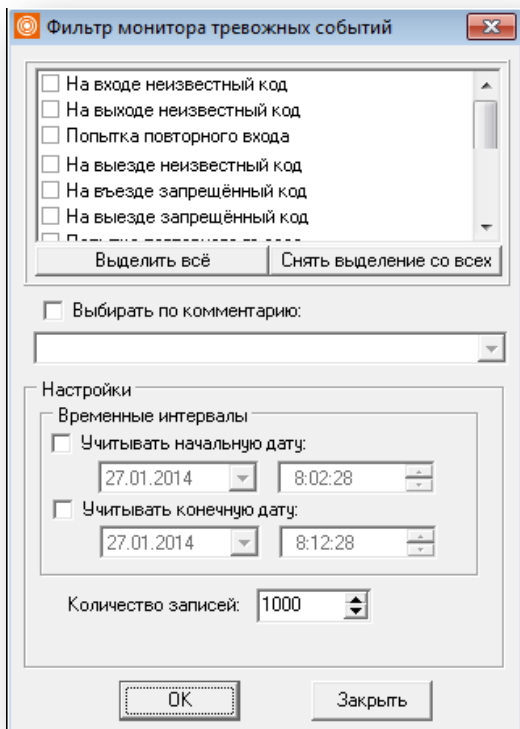 Фильтр монитора тревожных событий
На входе неизвестный код
На выходе неизвестный код
Попытка повторного входа
На выезде неизвестный код
На въезде запрещённый код
На выезде запрещённый код
Выделить всё Снять выделение со всех
Выбирать по комментарию:
Настройки
Временные интервалы
Учитывать начальную дату:
27.01.2014 8:02:28
Учитывать конечную дату:
27.01.2014 8:12:28
Количество записей: 1000
OK Закрыть